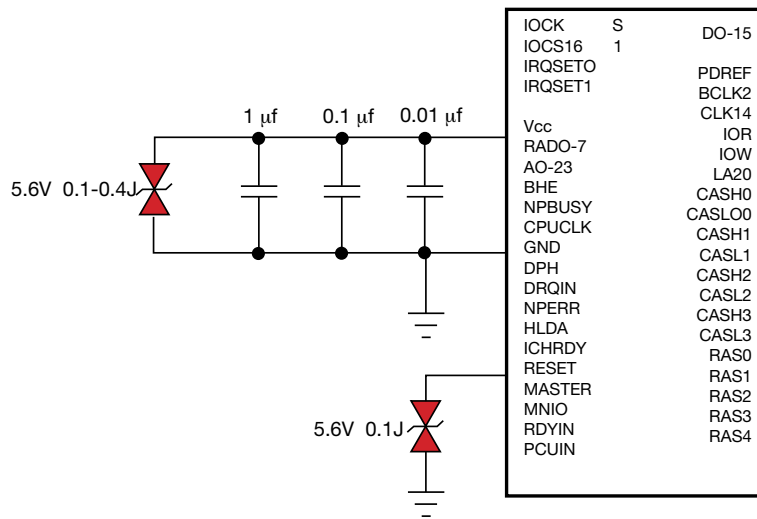 IOCK S
IOCS16 1
IRQSETO
IRQSET1
Vcc
RADO-7
AO-23
BHE
NPBUSY
CPUCLK
GND
DPH
DRQIN
NPERR
HLDA
ICHRDY
RESET
MASTER
MNIO
RDYIN
PCUIN
DO-15
PDREF
BCLK2
CLK14
IOR
IOW
LA20
CASH0
CASLO0
CASH1
CASL1
CASH2
CASL2
CASH3
CASL3
RAS0
RAS1
RAS2
RAS3
RAS4
1 µf 0.1 µf 0.01 µf
5.6V 0.1-0.4J
5.6V 0.1J